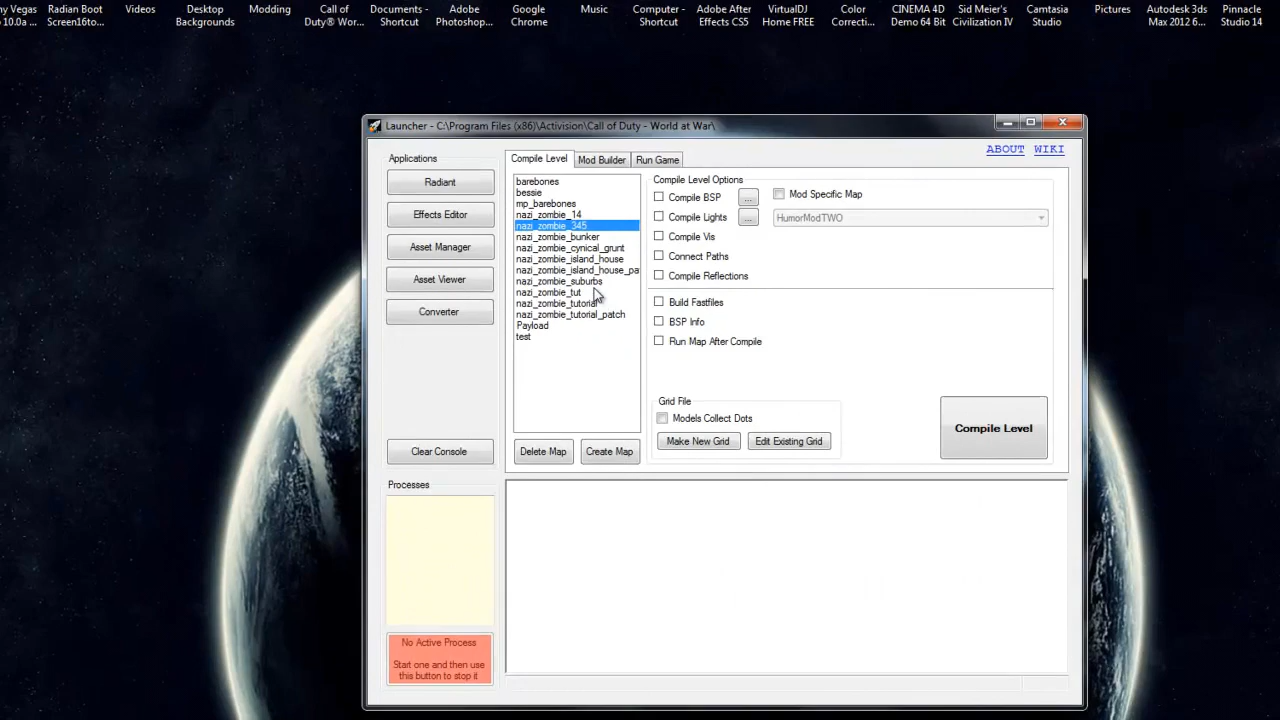 ny Vegas
10.0a ...
Radian Boot
Screen16to...
Videos
Desktop
Backgrounds
Modding
Call of
Duty® Wor...
Documents -
Shortcut
Adobe
Photoshop...
Google
Chrome
Music
Computer -
Shortcut
Adobe After
Effects CS5
VirtualDJ
Home FREE
Color
Correcti...
CINEMA 4D
Demo 64 Bit
Sid Meier's
Civilization IV
Camtasia
Studio
Pictures
Autodesk 3ds
Max 2012 6...
Pinnacle
Studio 14
Launcher - C:\Program Files (x86)\Activision\Call of Duty - World at War\
Applications
Radiant
Effects Editor
Asset Manager
Asset Viewer
Converter
Clear Console
Processes
No Active Process
Start one and then use
this button to stop it
Compile Level
Mod Builder
Run Game
ABOUT
WIKI
barebones
bessie
mp_barebones
nazi_zombie_14
nazi_zombie_345
nazi_zombie_bunker
nazi_zombie_cynical_grunt
nazi_zombie_island_house
nazi_zombie_island_house_pa
nazi_zombie_suburbs
nazi_zombie_tut
nazi_zombie_tutorial
nazi_zombie_tutorial_patch
Payload
test
Delete Map
Create Map
Compile Level Options
Compile BSP
...
Mod Specific Map
Compile Lights
...
HumorModTWO
Compile Vis
Connect Paths
Compile Reflections
Build Fastfiles
BSP Info
Run Map After Compile
Grid File
Models Collect Dots
Make New Grid
Edit Existing Grid
Compile Level